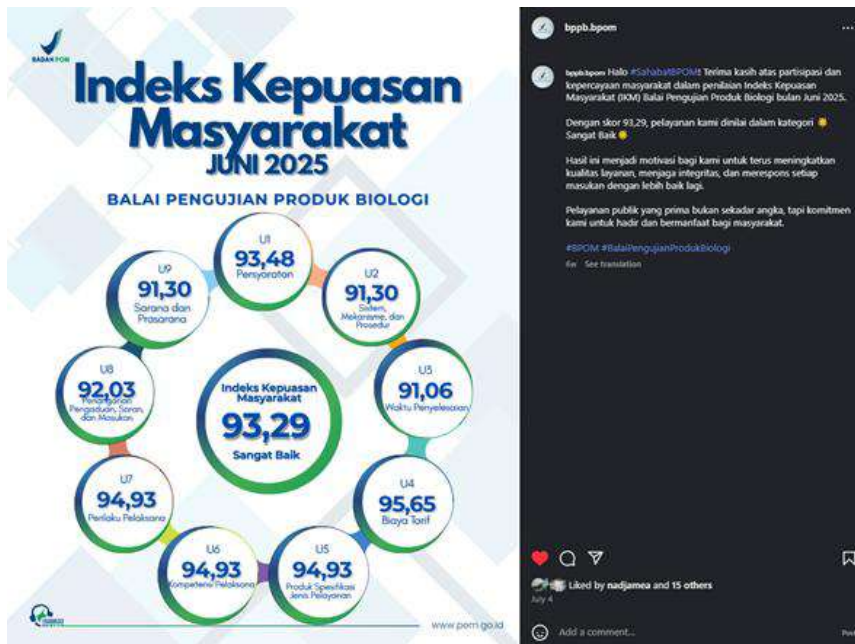 BADAN POM
Indeks Kepuasan
Masyarakat
JUNI 2025
BALAI PENGUJIAN PRODUK BIOLOGI
U1
93,48
Persyaratan
U2
91,30
Sistem,
Mekanisme, dan
Prosedur
U3
91,06
Waktu Penyelesaian
U4
95,65
Biaya Tarif
U5
94,93
Produk Spesifikasi
Jenis Pelayanan
U6
94,93
Kompetensi Pelaksana
U7
94,93
Perilaku Pelaksana
U8
92,03
Penanganan
Pengaduan, Saran,
dan Masukan
U9
91,30
Sarana dan
Prasarana
Indeks Kepuasan
Masyarakat
93,29
Sangat Baik
www.pom.go.id
bppb.bpom
bppb.bpom Halo #SahabatBPOM! Terima kasih atas partisipasi dan
kepercayaan masyarakat dalam penilaian Indeks Kepuasan
Masyarakat (IKM) Balai Pengujian Produk Biologi bulan Juni 2025.
Dengan skor 93,29, pelayanan kami dinilai dalam kategori
Sangat Baik
Hasil ini menjadi motivasi bagi kami untuk terus meningkatkan
kualitas layanan, menjaga integritas, dan merespons setiap
masukan dengan lebih baik lagi.
Pelayanan publik yang prima bukan sekadar angka, tapi komitmen
kami untuk hadir dan bermanfaat bagi masyarakat.
#BPOM #BalaiPengujianProdukBiologi
6w See translation
Liked by nadjamea and 15 others
July 4
Add a comment...